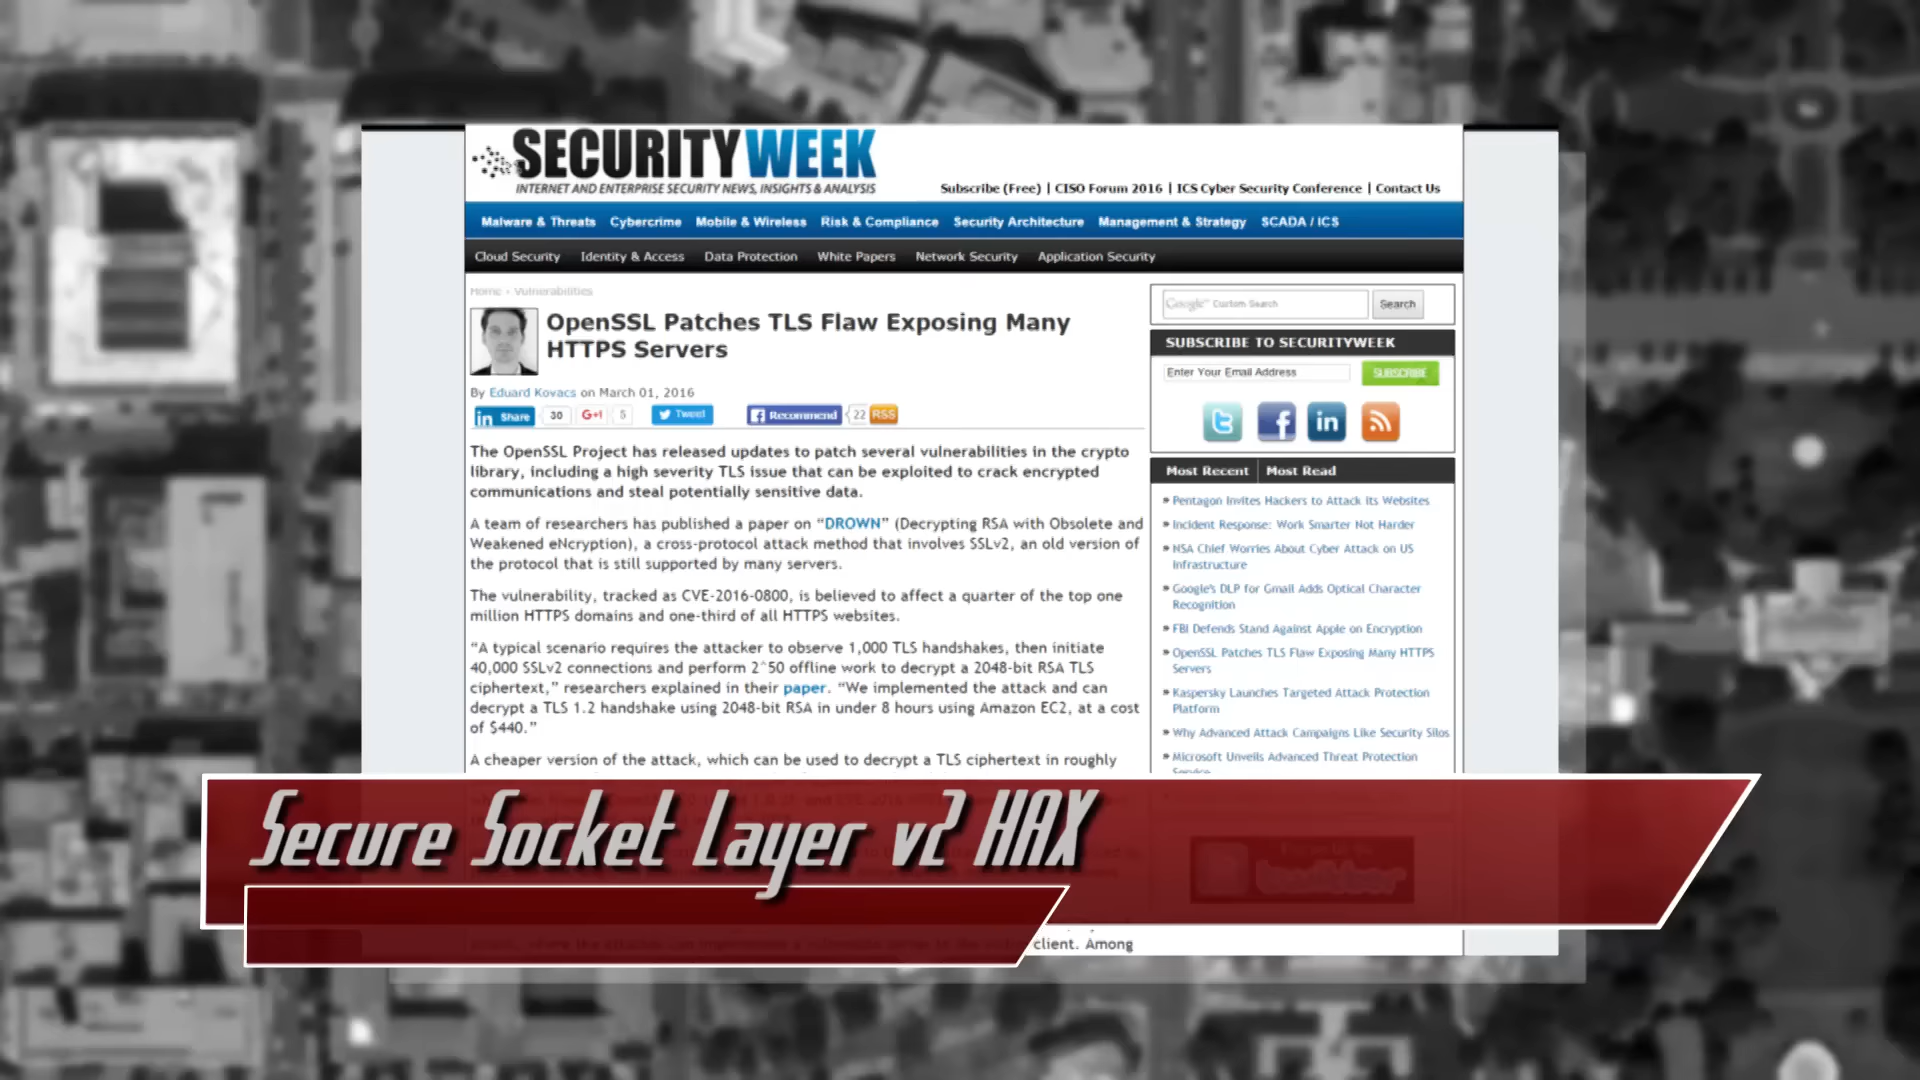 SECURITYWEEK
INTERNET AND ENTERPRISE SECURITY NEWS, INSIGHTS & ANALYSIS
Subscribe (Free) | CISO Forum 2016 | ICS Cyber Security Conference | Contact Us
Malware & Threats Cybercrime Mobile & Wireless Risk & Compliance Security Architecture Management & Strategy SCADA / ICS
Cloud Security Identity & Access Data Protection White Papers Network Security Application Security
Home › Vulnerabilities
OpenSSL Patches TLS Flaw Exposing Many
HTTPS Servers
By Eduard Kovacs on March 01, 2016
in Share 30 G+1 5 Tweet f Recommend 22 RSS
The OpenSSL Project has released updates to patch several vulnerabilities in the crypto
library, including a high severity TLS issue that can be exploited to crack encrypted
communications and steal potentially sensitive data.
A team of researchers has published a paper on “DROWN” (Decrypting RSA with Obsolete and
Weakened eNcryption), a cross-protocol attack method that involves SSLv2, an old version of
the protocol that is still supported by many servers.
The vulnerability, tracked as CVE-2016-0800, is believed to affect a quarter of the top one
million HTTPS domains and one-third of all HTTPS websites.
“A typical scenario requires the attacker to observe 1,000 TLS handshakes, then initiate
40,000 SSLv2 connections and perform 2^50 offline work to decrypt a 2048-bit RSA TLS
ciphertext,” researchers explained in their paper. “We implemented the attack and can
decrypt a TLS 1.2 handshake using 2048-bit RSA in under 8 hours using Amazon EC2, at a cost
of $440.”
A cheaper version of the attack, which can be used to decrypt a TLS ciphertext in roughly
client. Among
Google™ Custom Search Search
SUBSCRIBE TO SECURITYWEEK
Enter Your Email Address SUBSCRIBE
Most Recent Most Read
» Pentagon Invites Hackers to Attack its Websites
» Incident Response: Work Smarter Not Harder
» NSA Chief Worries About Cyber Attack on US
Infrastructure
» Google's DLP for Gmail Adds Optical Character
Recognition
» FBI Defends Stand Against Apple on Encryption
» OpenSSL Patches TLS Flaw Exposing Many HTTPS
Servers
» Kaspersky Launches Targeted Attack Protection
Platform
» Why Advanced Attack Campaigns Like Security Silos
» Microsoft Unveils Advanced Threat Protection
Service
Secure Socket Layer v2 HAX